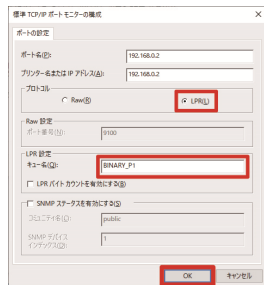 標準 TCP/IP ポート モニターの構成
ポートの設定
ポート名(P): 192.168.0.2
プリンター名または IP アドレス(A): 192.168.0.2
プロトコル
Raw(R) LPR(L)
Raw 設定
ポート番号(N): 9100
LPR 設定
キュー名(Q): BINARY_P1
LPR バイト カウントを有効にする(B)
SNMP ステータスを有効にする(S)
コミュニティ名(C): public
SNMP デバイス
インデックス(D): 1
OK キャンセル